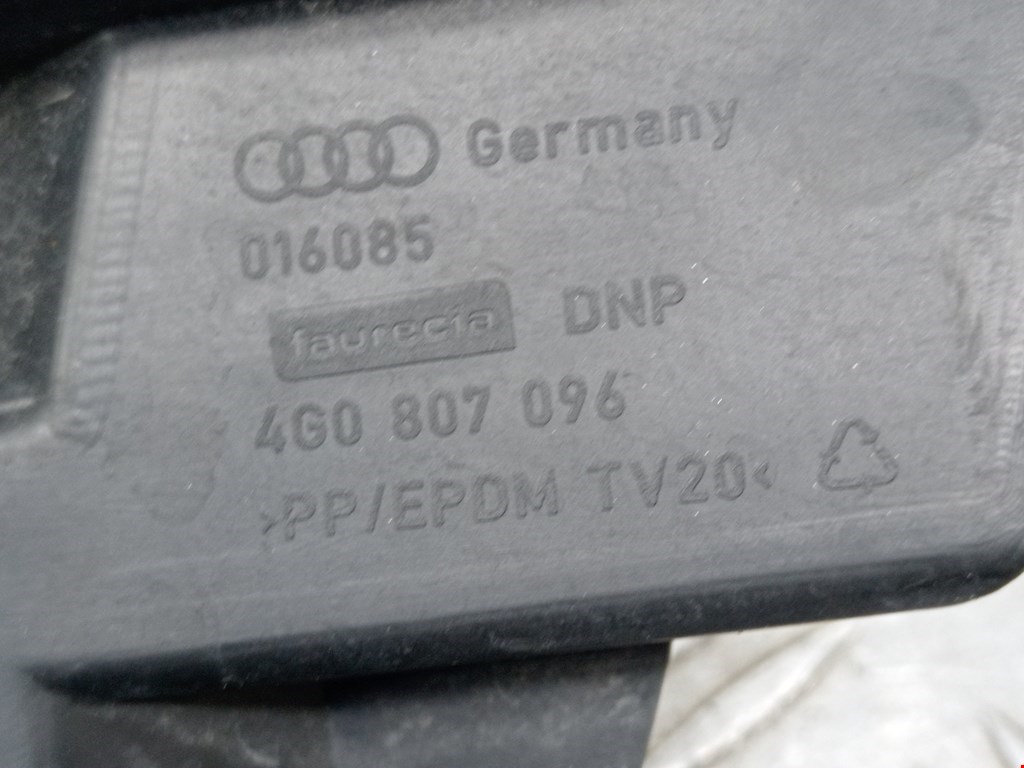 Germany
016085
faurecia DNP
4G0 807 096
>PP/EPDM TV20<